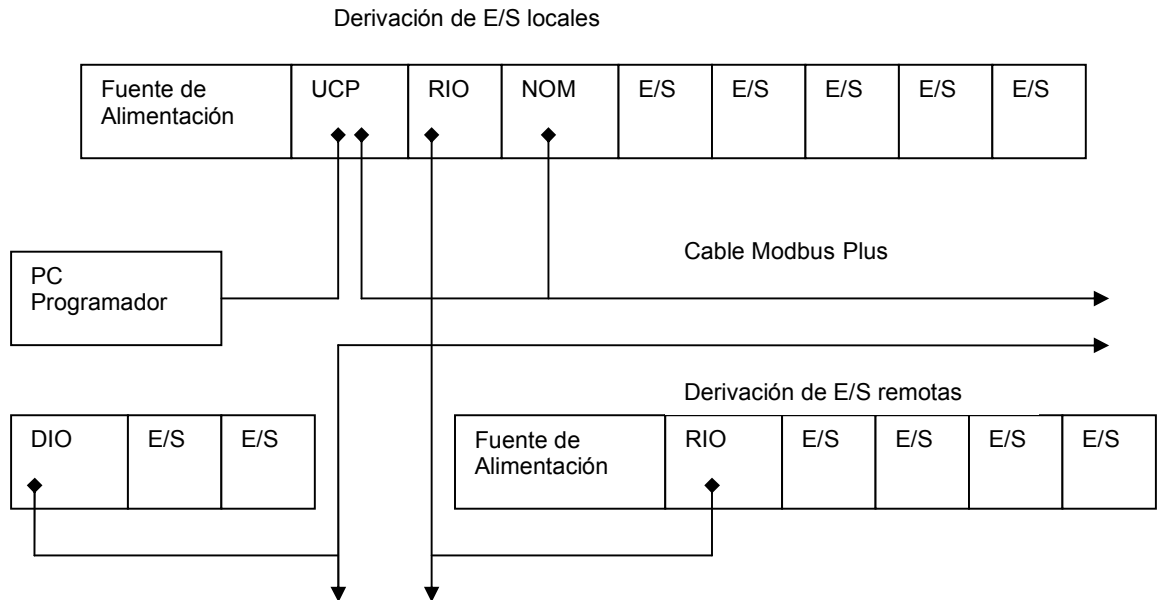 Derivación de E/S locales
Fuente de
Alimentación
UCP
RIO
NOM
E/S
E/S
E/S
E/S
E/S
Cable Modbus Plus
PC
Programador
Derivación de E/S remotas
DIO
E/S
E/S
Fuente de
Alimentación
RIO
E/S
E/S
E/S
E/S